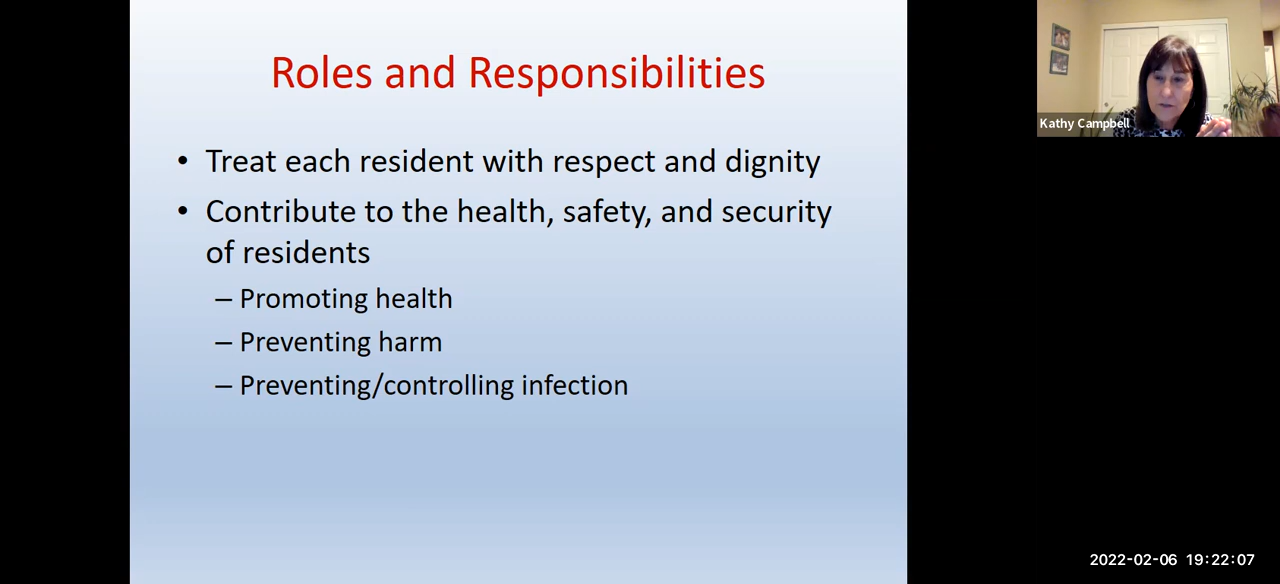 Roles and Responsibilities
• Treat each resident with respect and dignity
• Contribute to the health, safety, and security
of residents
– Promoting health
– Preventing harm
– Preventing/controlling infection
Kathy Campbell
2022-02-06 19:22:07